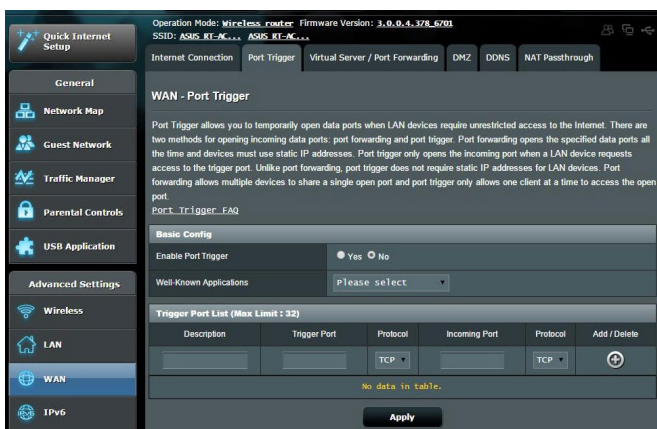 Quick Internet
Setup
General
Network Map
Guest Network
Traffic Manager
Parental Controls
USB Application
Advanced Settings
Wireless
LAN
WAN
IPv6
Operation Mode: Wireless router Firmware Version: 3.0.0.4.378_6701
SSID: ASUS RT-AC... ASUS RT-AC...
Internet Connection Port Trigger Virtual Server / Port Forwarding DMZ DDNS NAT Passthrough
WAN - Port Trigger
Port Trigger allows you to temporarily open data ports when LAN devices require unrestricted access to the Internet. There are
two methods for opening incoming data ports: port forwarding and port trigger. Port forwarding opens the specified data ports all
the time and devices must use static IP addresses. Port trigger only opens the incoming port when a LAN device requests
access to the trigger port. Unlike port forwarding, port trigger does not require static IP addresses for LAN devices. Port
forwarding allows multiple devices to share a single open port and port trigger only allows one client at a time to access the open
port.
Port Trigger FAQ
Basic Config
Enable Port Trigger Yes No
Well-Known Applications Please select
Trigger Port List (Max Limit : 32)
Description Trigger Port Protocol Incoming Port Protocol Add / Delete
TCP TCP
No data in table.
Apply